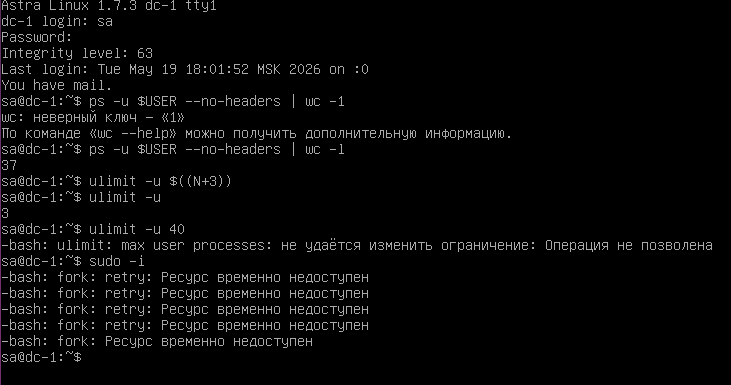 Astra Linux 1.7.3 dc-1 tty1
dc-1 login: sa
Password:
Integrity level: 63
Last login: Tue May 19 18:01:52 MSK 2026 on :0
You have mail.
sa@dc-1:~$ ps -u $USER --no-headers | wc -1
wc: неверный ключ — «1»
По команде «wc --help» можно получить дополнительную информацию.
sa@dc-1:~$ ps -u $USER --no-headers | wc -l
37
sa@dc-1:~$ ulimit -u $((N+3))
sa@dc-1:~$ ulimit -u
3
sa@dc-1:~$ ulimit -u 40
-bash: ulimit: max user processes: не удаётся изменить ограничение: Операция не позволена
sa@dc-1:~$ sudo -i
-bash: fork: retry: Ресурс временно недоступен
-bash: fork: retry: Ресурс временно недоступен
-bash: fork: retry: Ресурс временно недоступен
-bash: fork: retry: Ресурс временно недоступен
-bash: fork: Ресурс временно недоступен
sa@dc-1:~$